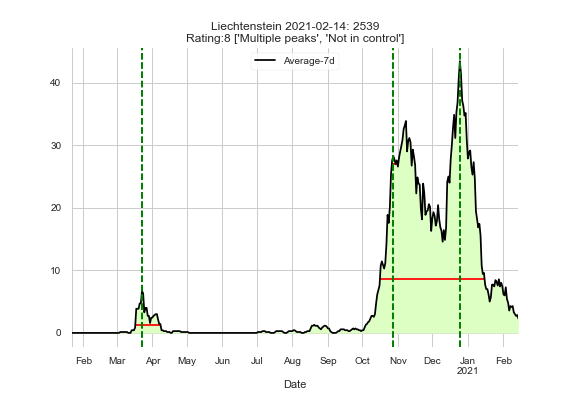 Liechtenstein 2021-02-14: 2539
Rating:8 ['Multiple peaks', 'Not in control']
Average-7d
40
30
20
10
0
Feb Mar Apr May Jun Jul Aug Sep Oct Nov Dec Jan Feb
2021
Date